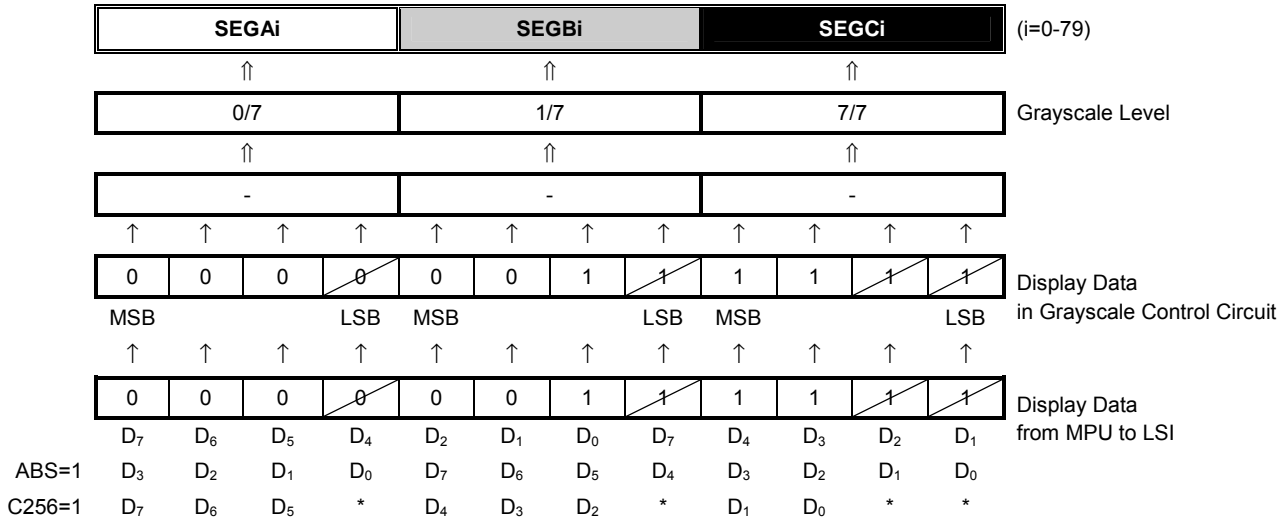 SEGAi SEGBi SEGCi (i=0-79)
⇑ ⇑ ⇑
0/7 1/7 7/7 Grayscale Level
⇑ ⇑ ⇑
- - -
↑ ↑ ↑ ↑ ↑ ↑ ↑ ↑ ↑ ↑ ↑ ↑
0 0 0 0 0 0 1 1 1 1 1 1 Display Data
MSB LSB MSB LSB MSB LSB in Grayscale Control Circuit
↑ ↑ ↑ ↑ ↑ ↑ ↑ ↑ ↑ ↑ ↑ ↑
0 0 0 0 0 0 1 1 1 1 1 1 Display Data
D₇ D₆ D₅ D₄ D₂ D₁ D₀ D₇ D₄ D₃ D₂ D₁ from MPU to LSI
ABS=1 D₃ D₂ D₁ D₀ D₇ D₆ D₅ D₄ D₃ D₂ D₁ D₀
C256=1 D₇ D₆ D₅ * D₄ D₃ D₂ * D₁ D₀ * *